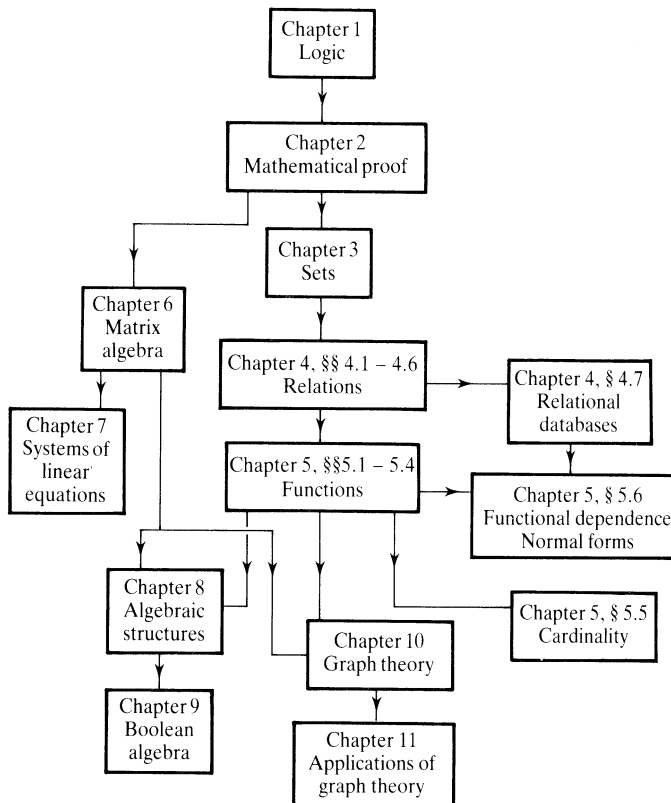 Chapter 1
Logic
Chapter 2
Mathematical proof
Chapter 3
Sets
Chapter 6
Matrix
algebra
Chapter 4, §§ 4.1 – 4.6
Relations
Chapter 4, § 4.7
Relational
databases
Chapter 7
Systems of
linear
equations
Chapter 5, §§5.1 – 5.4
Functions
Chapter 5, § 5.6
Functional dependence
Normal forms
Chapter 8
Algebraic
structures
Chapter 5, § 5.5
Cardinality
Chapter 10
Graph theory
Chapter 9
Boolean
algebra
Chapter 11
Applications of
graph theory